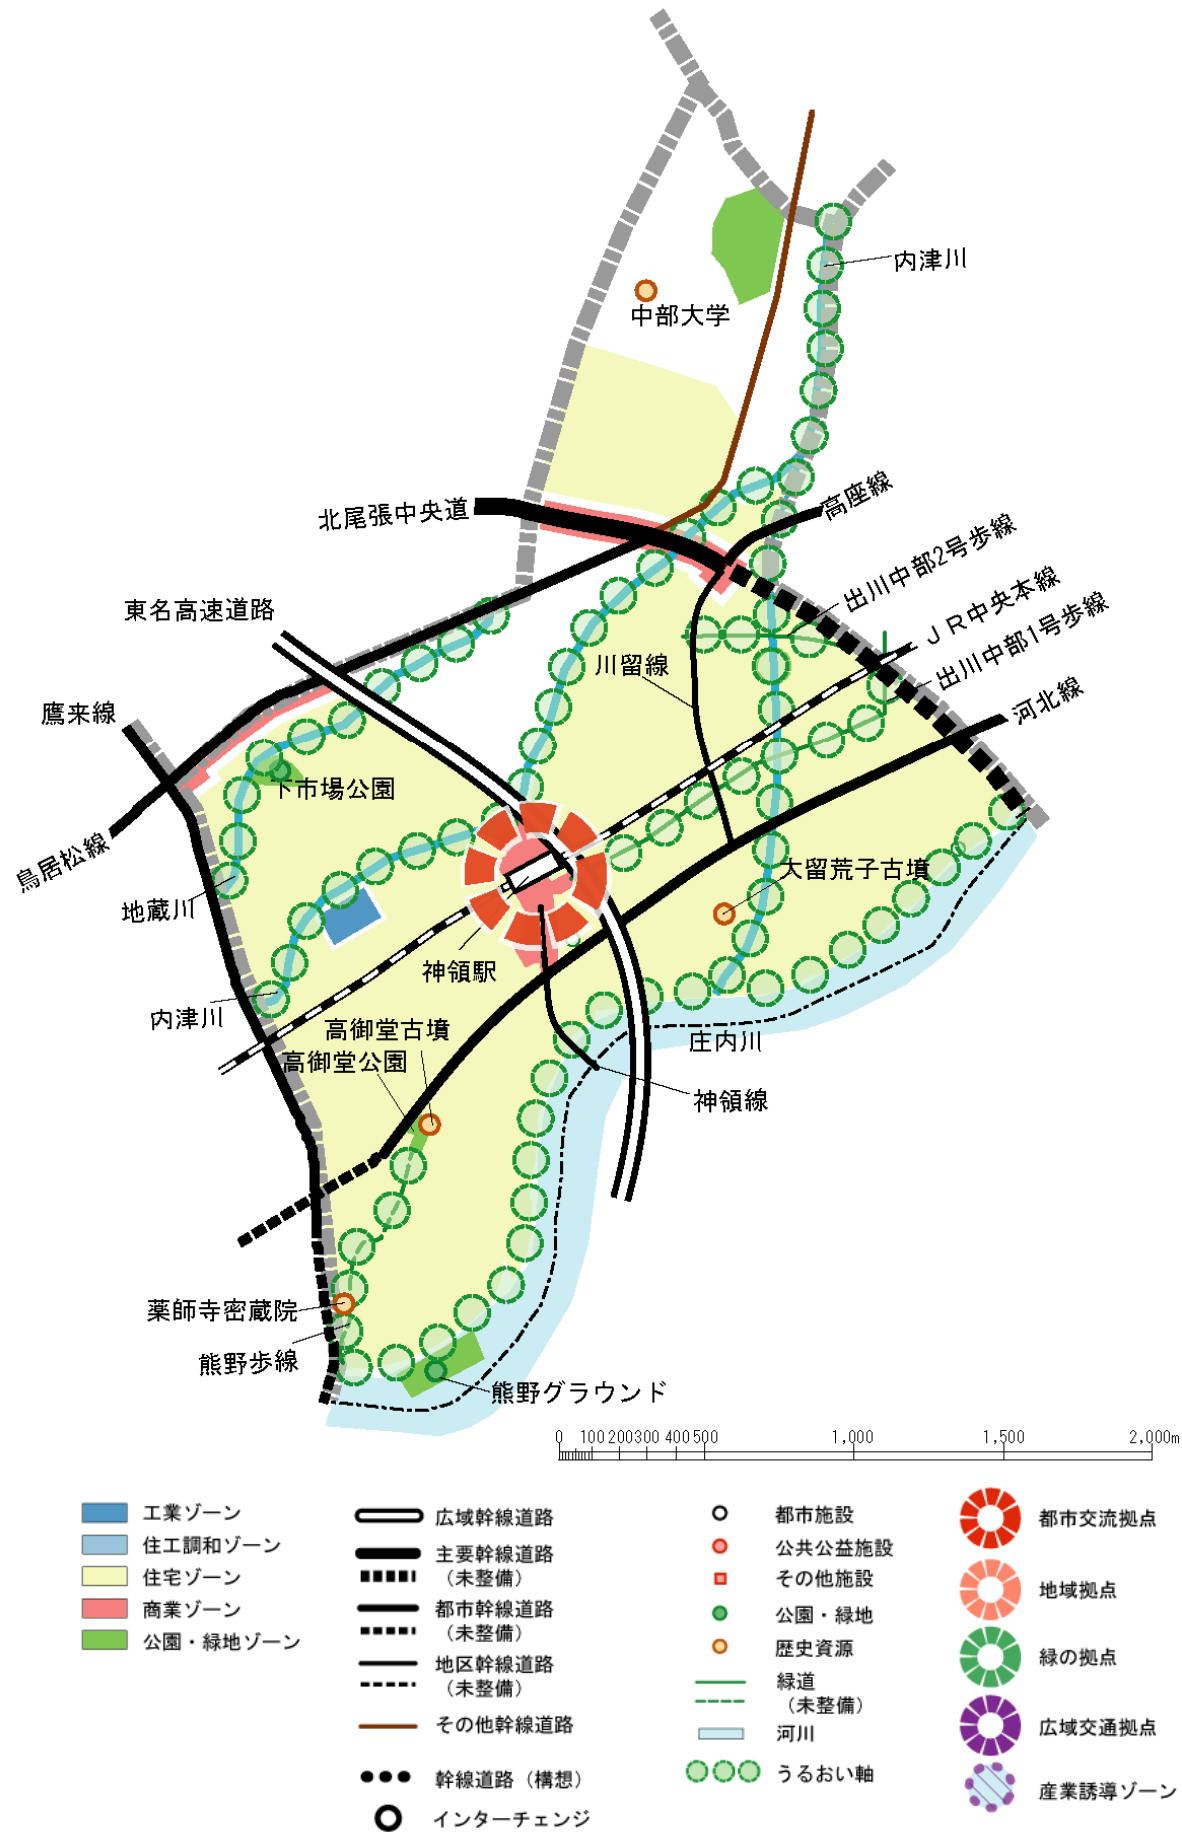 内津川
中部大学
高座線
北尾張中央道
出川中部2号歩線
東名高速道路
JR中央本線
出川中部1号歩線
川留線
河北線
鷹来線
下市場公園
鳥居松線
大留荒子古墳
地蔵川
神領駅
内津川
高御堂古墳
庄内川
高御堂公園
神領線
薬師寺密蔵院
熊野歩線
熊野グラウンド
0 100 200 300 400 500 1,000 1,500 2,000m
工業ゾーン
住工調和ゾーン
住宅ゾーン
商業ゾーン
公園・緑地ゾーン
広域幹線道路
主要幹線道路
（未整備）
都市幹線道路
（未整備）
地区幹線道路
（未整備）
その他幹線道路
幹線道路（構想）
インターチェンジ
都市施設
公共公益施設
その他施設
公園・緑地
歴史資源
緑道
（未整備）
河川
うるおい軸
都市交流拠点
地域拠点
緑の拠点
広域交通拠点
産業誘導ゾーン